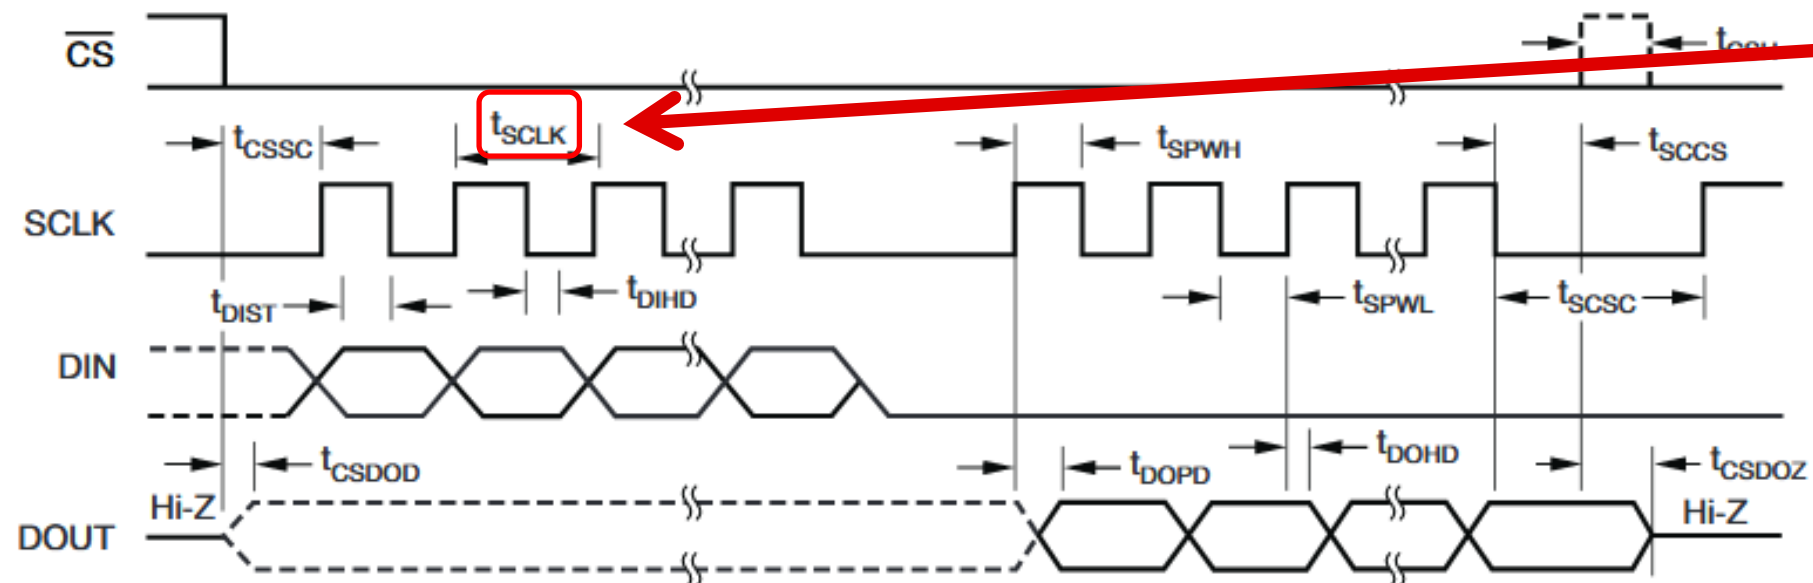 CS
tSCLK
tCSSC
tSPWH
tSCCS
SCLK
tDIST
tDIHD
tSPWL
tSCSC
DIN
tCSDOD
tDOPD
tDOHD
tCSDOZ
Hi-Z
Hi-Z
DOUT